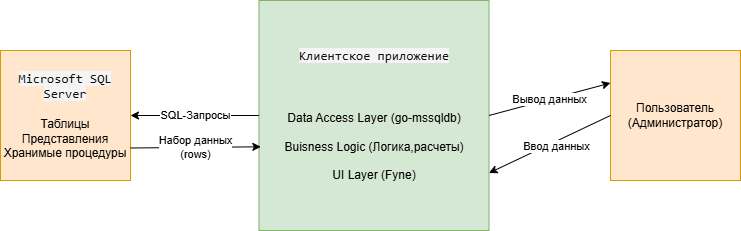 Microsoft SQL
Server
Таблицы
Представления
Хранимые процедуры
SQL-Запросы
Набор данных
(rows)
Клиентское приложение
Data Access Layer (go-mssqldb)
Buisness Logic (Логика,расчеты)
UI Layer (Fyne)
Вывод данных
Ввод данных
Пользователь
(Администратор)